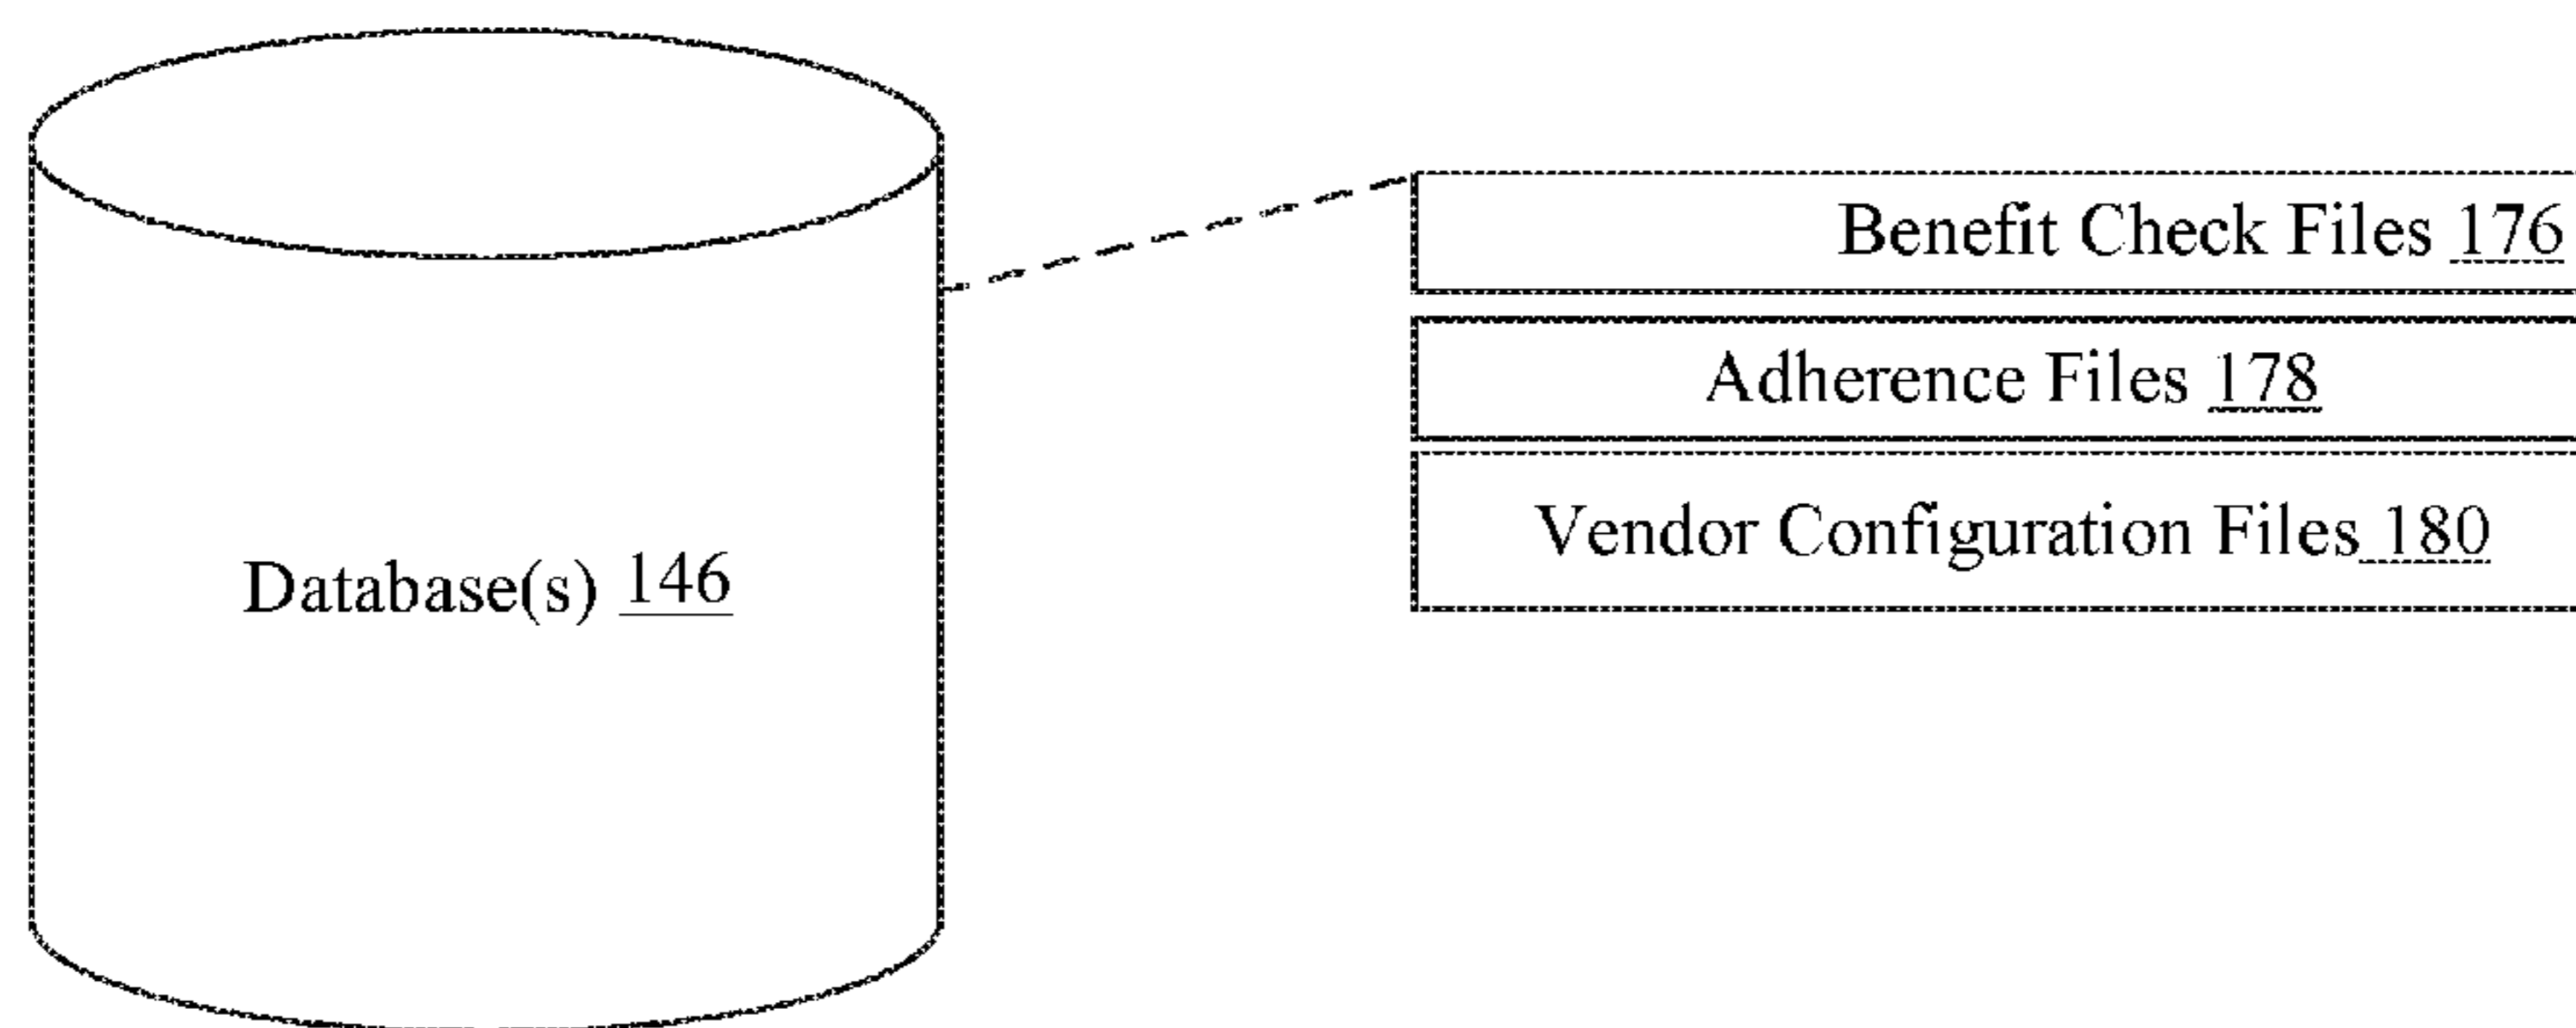 Benefit Check Files 176
Adherence Files 178
Vendor Configuration Files 180
Database(s) 146